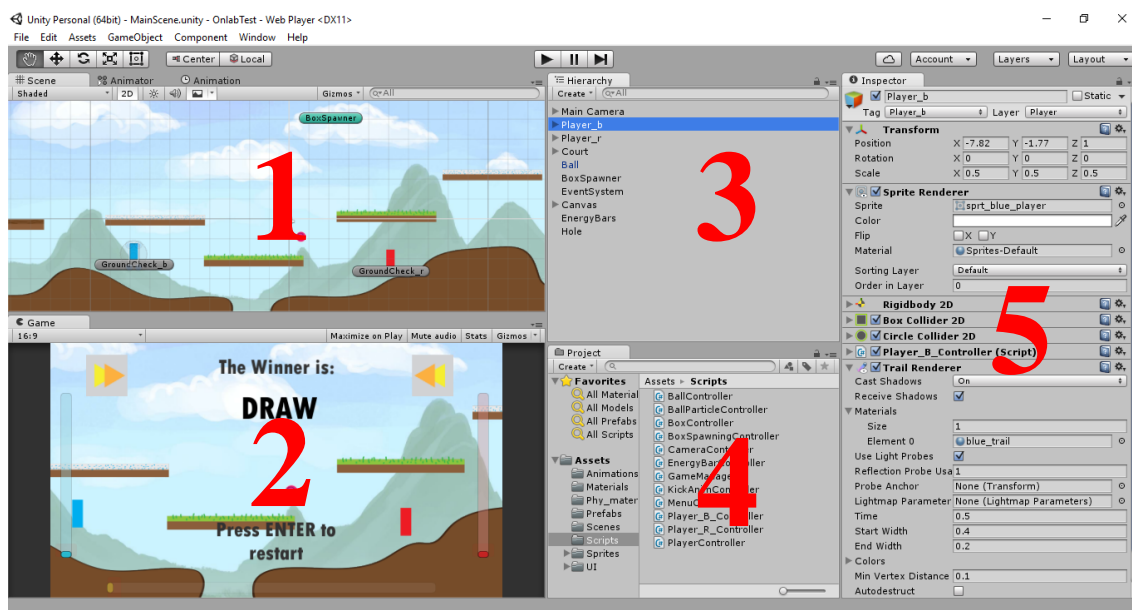 Unity Personal (64bit) - MainScene.unity - OnlabTest - Web Player <DX11>
File Edit Assets GameObject Component Window Help
Center Local
Account Layers Layout
Scene Animator Animation
Shaded 2D Gizmos All
BoxSpawner
GroundCheck_b
GroundCheck_r
1
Game
16:9 Maximize on Play Mute audio Stats Gizmos
The Winner is:
DRAW
2
Press ENTER to
restart
Hierarchy
Create All
Main Camera
Player_b
Player_r
Court
Ball
BoxSpawner
EventSystem
Canvas
EnergyBars
Hole
3
Project
Create
Favorites
All Material
All Models
All Prefabs
All Scripts
Assets
Animations
Materials
Phy_mater
Prefabs
Scenes
Scripts
Sprites
UI
Assets Scripts
BallController
BallParticleController
BoxController
BoxSpawningController
CameraController
GameManage
Player_B_Controller
Player_R_Controller
PlayerController
4
Inspector
Player_b Static
Tag Player_b Layer Player
Transform
Position X -7.82 Y -1.77 Z 1
Rotation X 0 Y 0 Z 0
Scale X 0.5 Y 0.5 Z 0.5
Sprite Renderer
Sprite sprt_blue_player
Color
Flip X Y
Material Sprites-Default
Sorting Layer Default
Order in Layer 0
Rigidbody 2D
Box Collider 2D
Circle Collider 2D
Player_B_Controller (Script)
5
Trail Renderer
Cast Shadows On
Receive Shadows
Materials
Size 1
Element 0 blue_trail
Use Light Probes
Reflection Probe Usa 1
Probe Anchor None (Transform)
Lightmap Parameter None (Lightmap Parameters)
Time 0.5
Start Width 0.4
End Width 0.2
Colors
Min Vertex Distance 0.1
Autodestruct